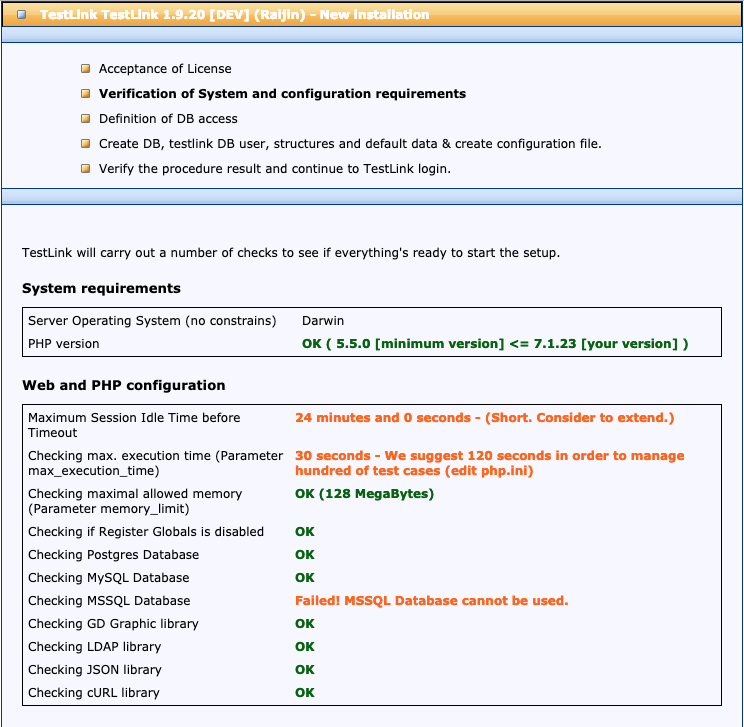 TestLink TestLink 1.9.20 [DEV] (Raijin) - New installation
Acceptance of License
Verification of System and configuration requirements
Definition of DB access
Create DB, testlink DB user, structures and default data & create configuration file.
Verify the procedure result and continue to TestLink login.
TestLink will carry out a number of checks to see if everything's ready to start the setup.
System requirements
Server Operating System (no constrains) Darwin
PHP version OK ( 5.5.0 [minimum version] <= 7.1.23 [your version] )
Web and PHP configuration
Maximum Session Idle Time before 24 minutes and 0 seconds - (Short. Consider to extend.)
Timeout
Checking max. execution time (Parameter 30 seconds - We suggest 120 seconds in order to manage
max_execution_time) hundred of test cases (edit php.ini)
Checking maximal allowed memory OK (128 MegaBytes)
(Parameter memory_limit)
Checking if Register Globals is disabled OK
Checking Postgres Database OK
Checking MySQL Database OK
Checking MSSQL Database Failed! MSSQL Database cannot be used.
Checking GD Graphic library OK
Checking LDAP library OK
Checking JSON library OK
Checking cURL library OK